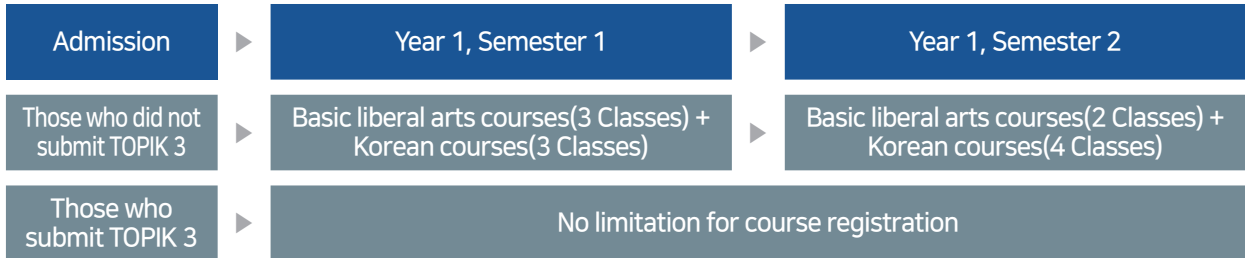 Admission
Year 1, Semester 1
Year 1, Semester 2
Those who did not
submit TOPIK 3
Basic liberal arts courses(3 Classes) +
Korean courses(3 Classes)
Basic liberal arts courses(2 Classes) +
Korean courses(4 Classes)
Those who
submit TOPIK 3
No limitation for course registration